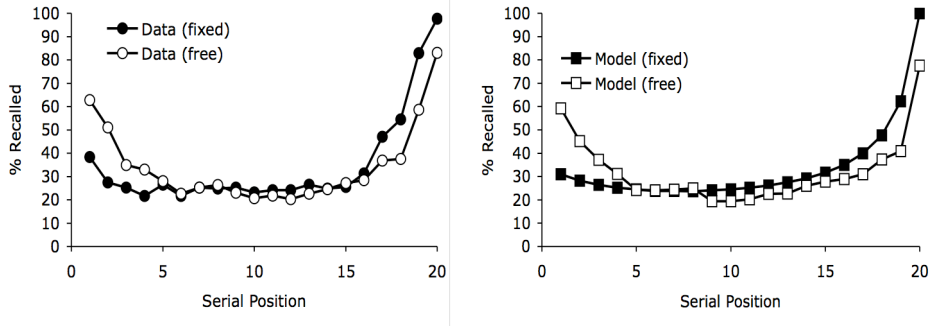 100
90
80
70
60
50
40
30
20
10
0
% Recalled
Data (fixed)
Data (free)
0 5 10 15 20
Serial Position
100
90
80
70
60
50
40
30
20
10
0
% Recalled
Model (fixed)
Model (free)
0 5 10 15 20
Serial Position